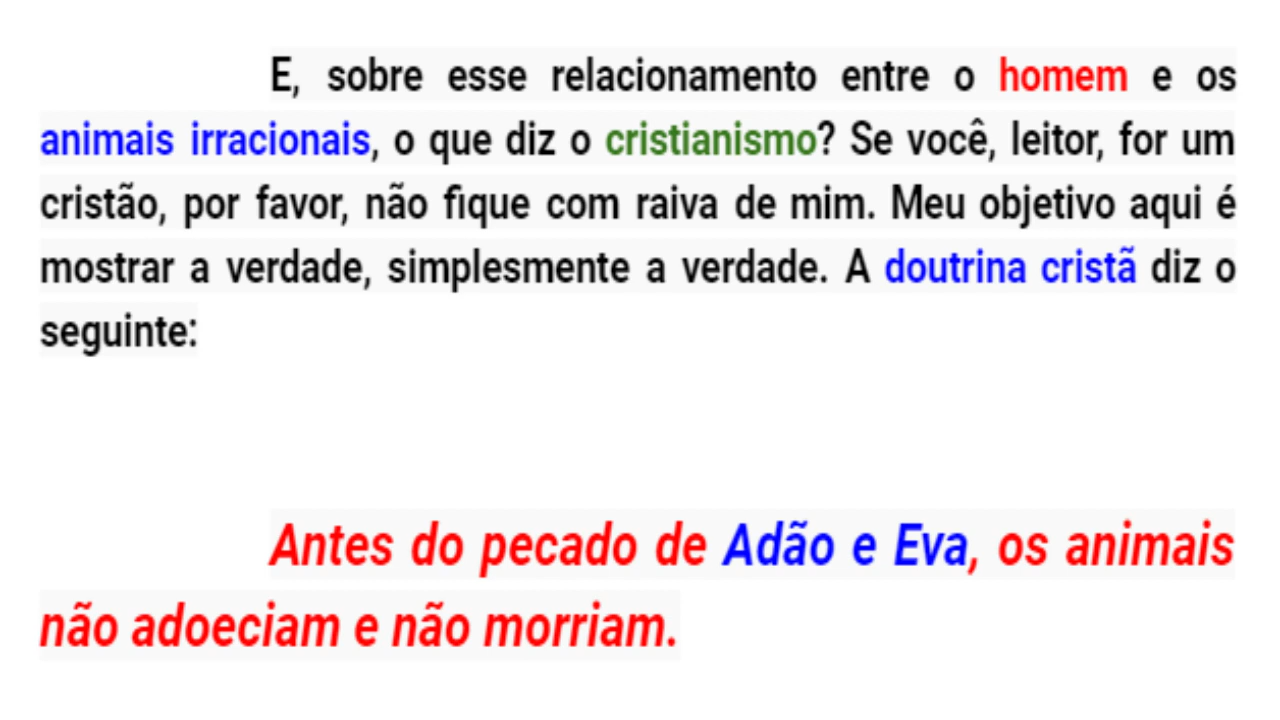 E, sobre esse relacionamento entre o homem e os
animais irracionais, o que diz o cristianismo? Se você, leitor, for um
cristão, por favor, não fique com raiva de mim. Meu objetivo aqui é
mostrar a verdade, simplesmente a verdade. A doutrina cristã diz o
seguinte:
Antes do pecado de Adão e Eva, os animais
não adoeciam e não morriam.